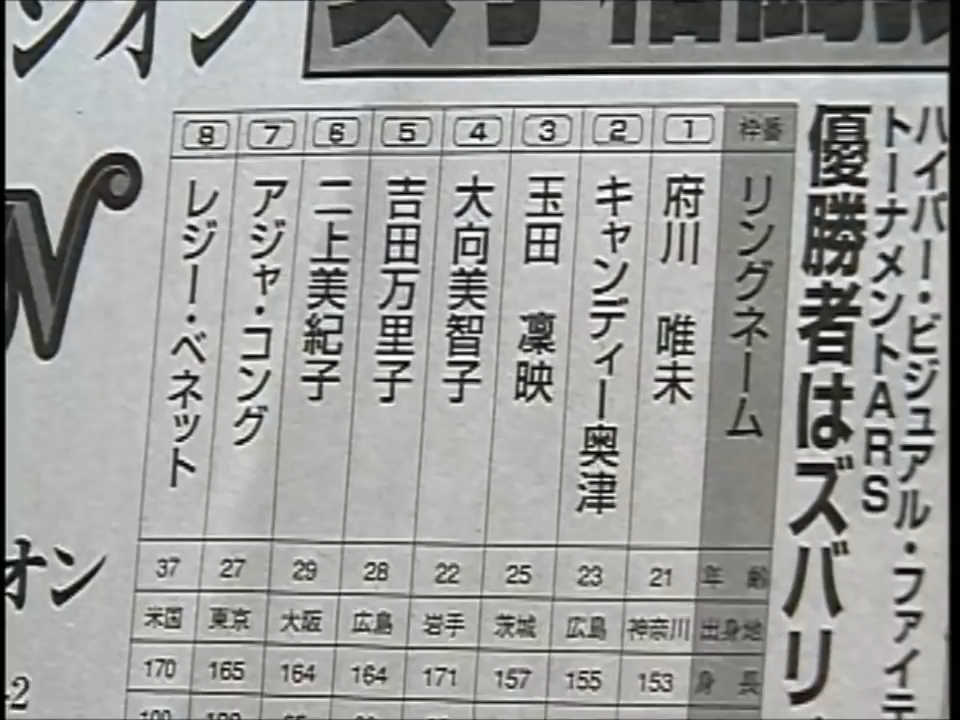 ハイパー・ビジュアル・ファイ
トーナメントARS
優勝者はズバリ
枠番 1 2 3 4 5 6 7 8
リングネーム
府川 唯未
キャンディー奥津
玉田 凜映
大向美智子
吉田万里子
二上美紀子
アジャ・コング
レジー・ベネット
年齢 21 23 25 22 28 29 27 37
出身地 神奈川 広島 茨城 岩手 広島 大阪 東京 米国
身長 153 155 157 171 164 164 165 170
オン